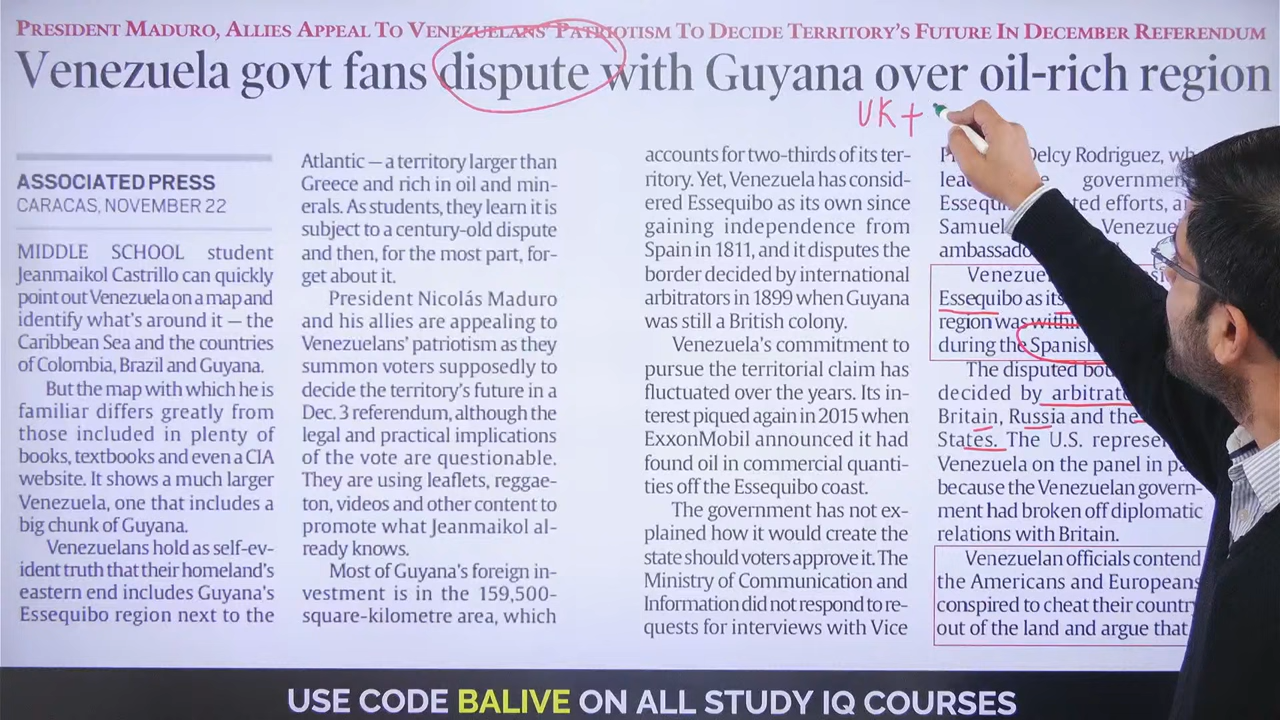 PRESIDENT MADURO, ALLIES APPEAL TO VENEZUELANS' PATRIOTISM TO DECIDE TERRITORY'S FUTURE IN DECEMBER REFERENDUM
Venezuela govt fans dispute with Guyana over oil-rich region
UK+
ASSOCIATED PRESS
CARACAS, NOVEMBER 22
MIDDLE SCHOOL student
Jeanmaikol Castrillo can quickly
point out Venezuela on a map and
identify what's around it — the
Caribbean Sea and the countries
of Colombia, Brazil and Guyana.
But the map with which he is
familiar differs greatly from
those included in plenty of
books, textbooks and even a CIA
website. It shows a much larger
Venezuela, one that includes a
big chunk of Guyana.
Venezuelans hold as self-ev-
ident truth that their homeland's
eastern end includes Guyana's
Essequibo region next to the
Atlantic — a territory larger than
Greece and rich in oil and min-
erals. As students, they learn it is
subject to a century-old dispute
and then, for the most part, for-
get about it.
President Nicolás Maduro
and his allies are appealing to
Venezuelans' patriotism as they
summon voters supposedly to
decide the territory's future in a
Dec. 3 referendum, although the
legal and practical implications
of the vote are questionable.
They are using leaflets, reggae-
ton, videos and other content to
promote what Jeanmaikol al-
ready knows.
Most of Guyana's foreign in-
vestment is in the 159,500-
square-kilometre area, which
accounts for two-thirds of its ter-
ritory. Yet, Venezuela has consid-
ered Essequibo as its own since
gaining independence from
Spain in 1811, and it disputes the
border decided by international
arbitrators in 1899 when Guyana
was still a British colony.
Venezuela's commitment to
pursue the territorial claim has
fluctuated over the years. Its in-
terest piqued again in 2015 when
ExxonMobil announced it had
found oil in commercial quanti-
ties off the Essequibo coast.
The government has not ex-
plained how it would create the
state should voters approve it. The
Ministry of Communication and
Information did not respond to re-
quests for interviews with Vice
Delcy Rodriguez,
Samuel
Essequibo as its
region was within
during the Spanish
The disputed
decided by
Britain, Russia and the
States. The U.S.
Venezuela on the panel in
because the Venezuelan govern-
ment had broken off diplomatic
relations with Britain.
Venezuelan officials contend
the Americans and Europeans
conspired to cheat their
out of the land and argue that
USE CODE BALIVE ON ALL STUDY IQ COURSES